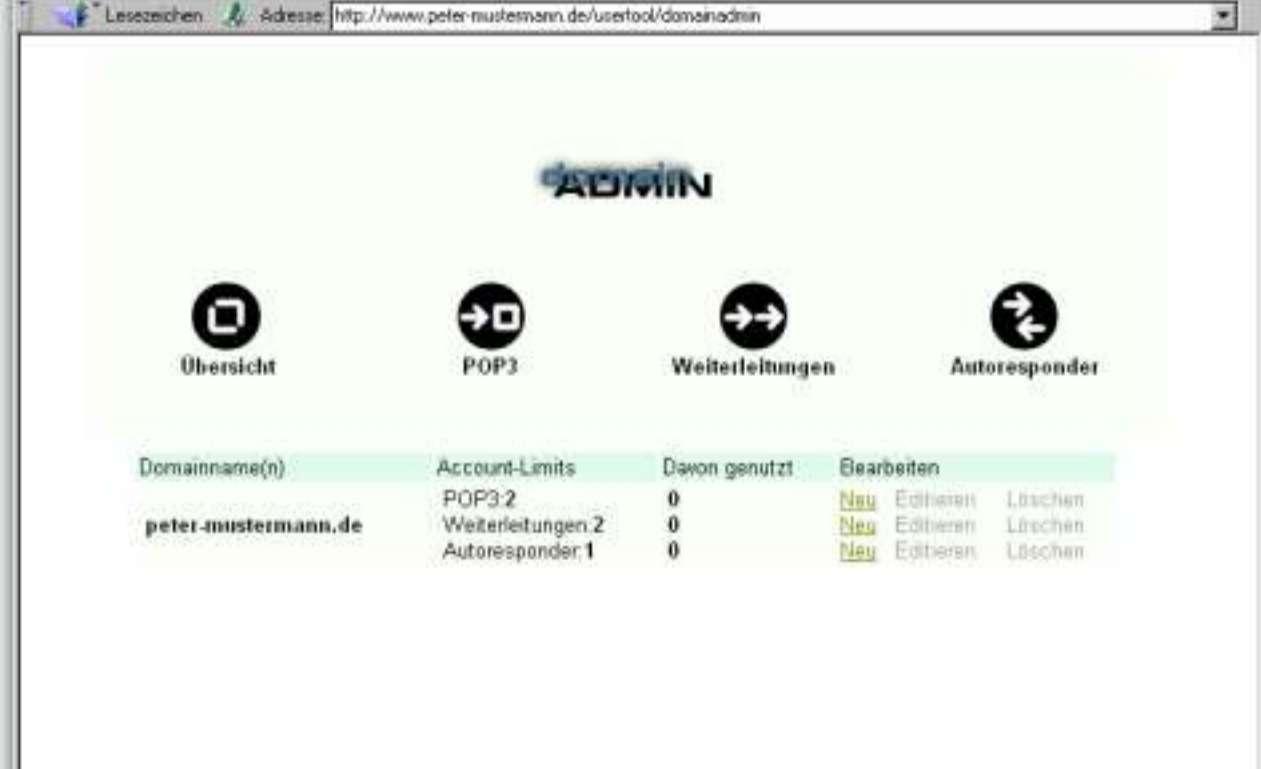 Lesezeichen Adresse: http://www.peter-mustermann.de/usertool/domainadmin
domain
ADMIN
Übersicht POP3 Weiterleitungen Autoresponder
Domainname(n) Account-Limits Davon genutzt Bearbeiten
POP3:2 0 Neu Editieren Löschen
peter-mustermann.de Weiterleitungen:2 0 Neu Editieren Löschen
Autoresponder:1 0 Neu Editieren Löschen